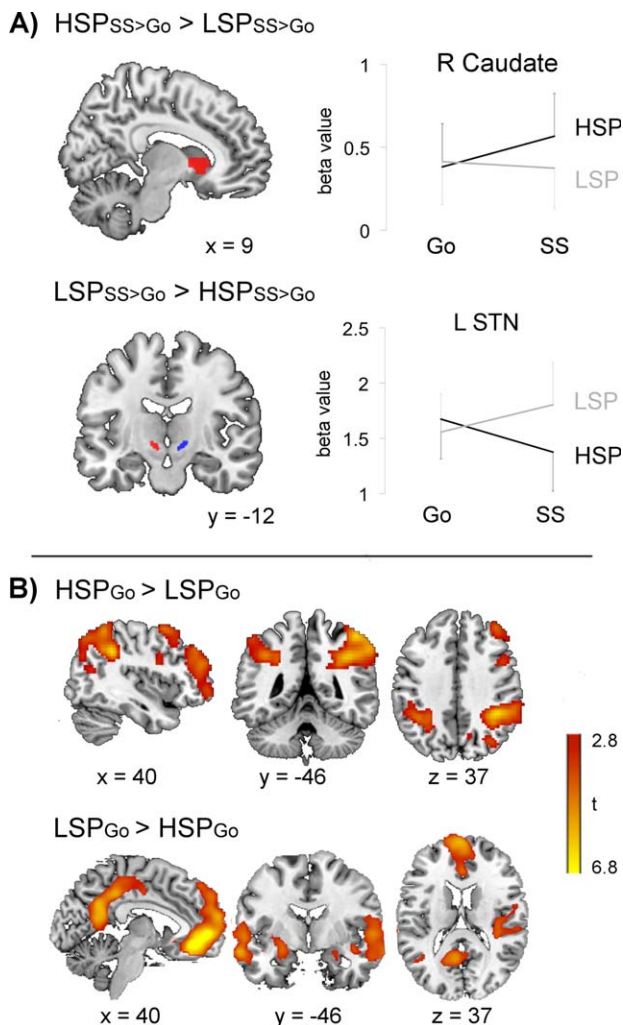 A) HSPSS>Go > LSPSS>Go
R Caudate
1
0.5
0
beta value
HSP
LSP
Go SS
x = 9
LSPSS>Go > HSPSS>Go
L STN
2.5
2
1.5
1
beta value
LSP
HSP
Go SS
y = -12
B) HSPGo > LSPGo
x = 40 y = -46 z = 37
2.8
t
6.8
LSPGo > HSPGo
x = 40 y = -46 z = 37